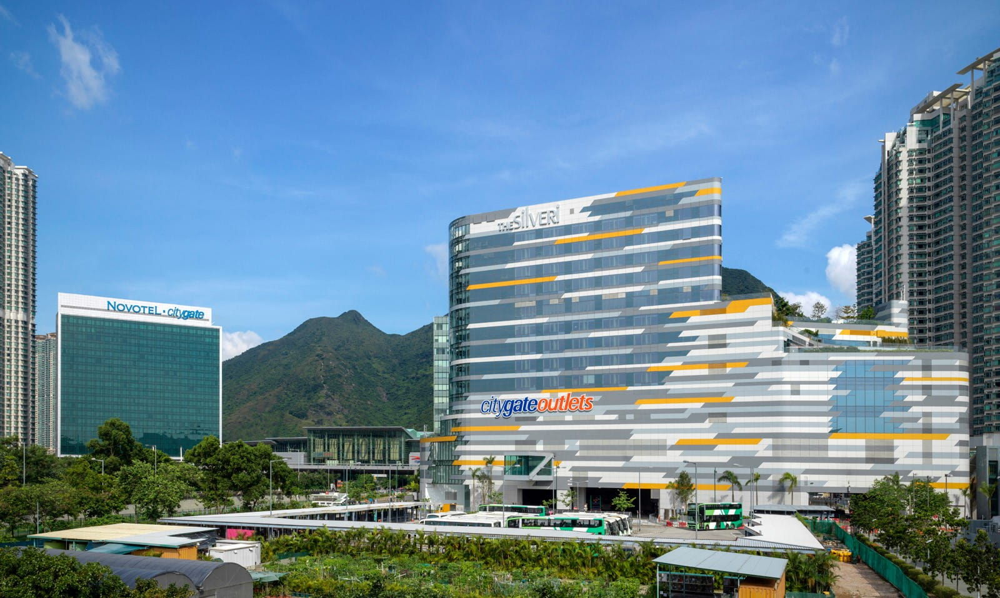 NOVOTEL · citygate
THE SILVERI
citygateoutlets